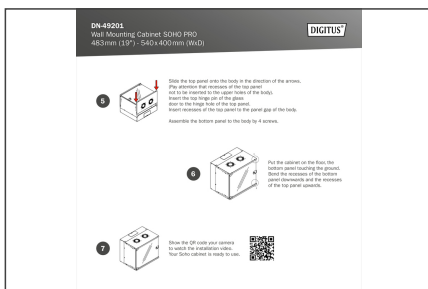 DN-49201
Wall Mounting Cabinet SOHO PRO
483mm (19") - 540x400mm (WxD)
DIGITUS®
5
Slide the top panel onto the body in the direction of the arrows,
(Pay attention that recesses of the top panel
not to be inserted to the upper holes of the body).
Insert the top hinge pin of the glass
door to the hinge hole of the top panel.
Insert recesses of the top panel to the panel gap of the body.
Assemble the bottom panel to the body by 4 screws.
6
Put the cabinet on the floor, the
bottom panel touching the ground.
Bend the recesses of the bottom
panel downwards and the recesses
of the top panel upwards.
7
Show the QR code your camera
to watch the installation video.
Your Soho cabinet is ready to use.